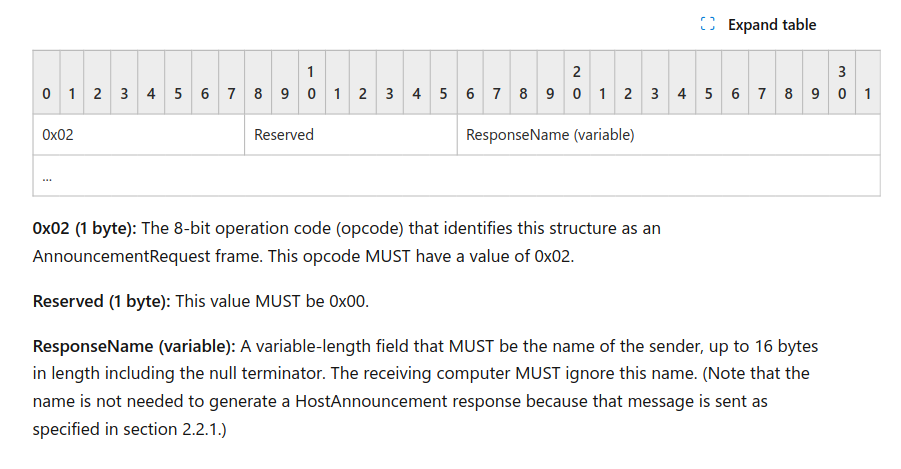 Expand table
1 2 3
0 1 2 3 4 5 6 7 8 9 0 1 2 3 4 5 6 7 8 9 0 1 2 3 4 5 6 7 8 9 0 1
0x02 Reserved ResponseName (variable)
...
0x02 (1 byte): The 8-bit operation code (opcode) that identifies this structure as an
AnnouncementRequest frame. This opcode MUST have a value of 0x02.
Reserved (1 byte): This value MUST be 0x00.
ResponseName (variable): A variable-length field that MUST be the name of the sender, up to 16 bytes
in length including the null terminator. The receiving computer MUST ignore this name. (Note that the
name is not needed to generate a HostAnnouncement response because that message is sent as
specified in section 2.2.1.)